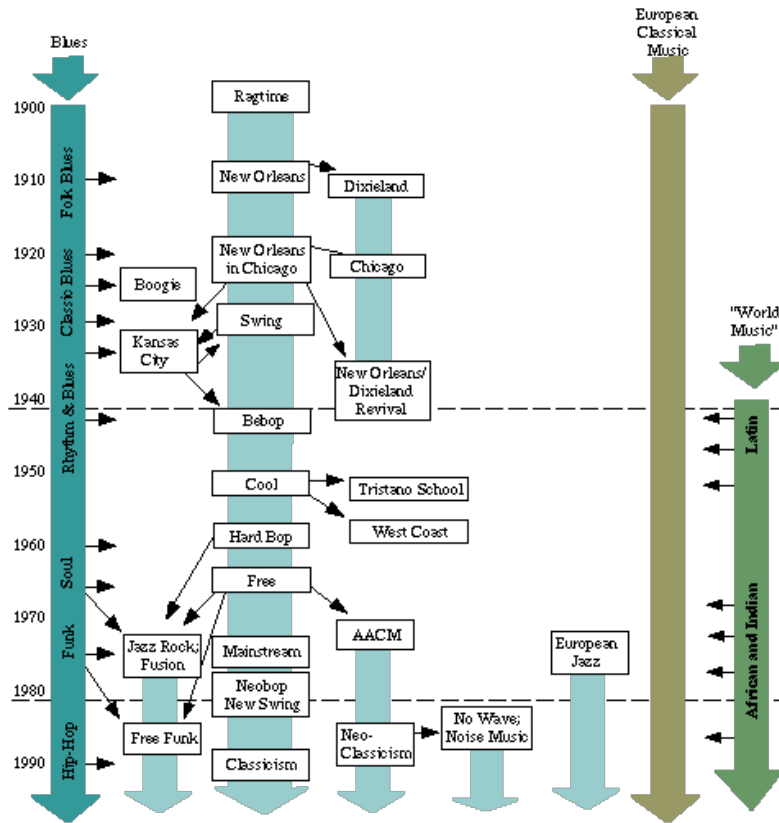 Blues
European
Classical
Music
Ragtime
1900
New Orleans
Folk Blues
1910
Dixieland
New Orleans
in Chicago
1920
Chicago
Classic Blues
Boogie
"World
Music"
Swing
1930
Kansas
City
New Orleans/
Dixieland
Revival
Rhythm & Blues
1940
Bebop
Latin
1950
Cool
Tristano School
West Coast
Hard Bop
1960
Soul
Free
1970
AACM
Funk
Jazz Rock;
Fusion
Mainstream
European
Jazz
African and Indian
1980
Neobop
New Swing
No Wave;
Noise Music
Free Funk
Neo-
Classicism
Hip-Hop
1990
Classicism